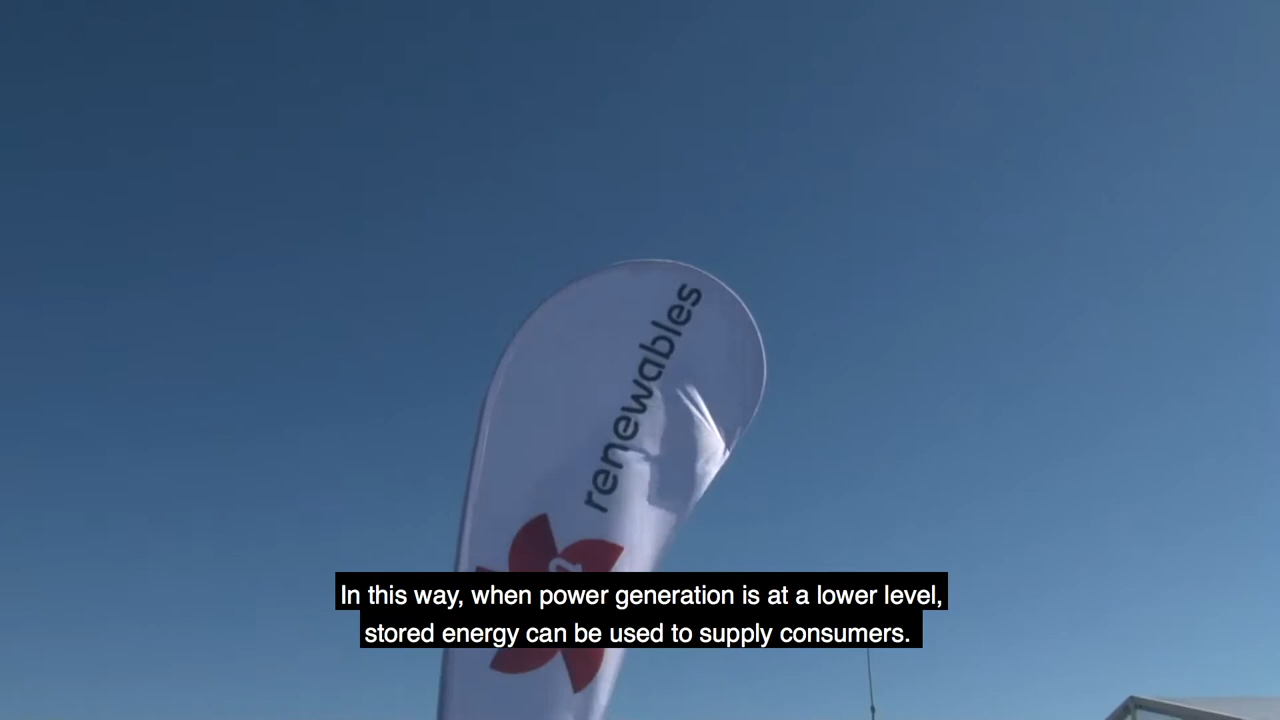 renewables
In this way, when power generation is at a lower level,
stored energy can be used to supply consumers.